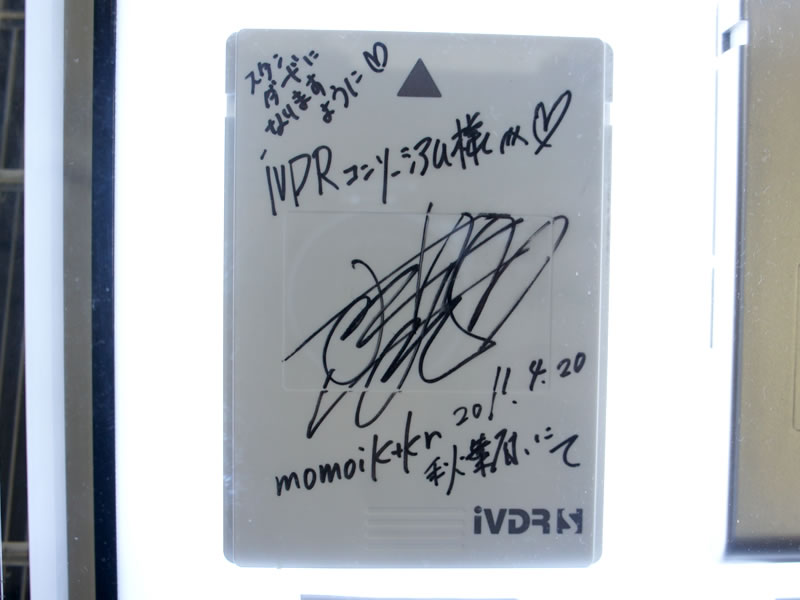 スタン
ダードに
なります
ように♡
iVDRコンソーシアム様へ♡
2011.4.20
momoi k+kr
秋葉原にて
iVDR S